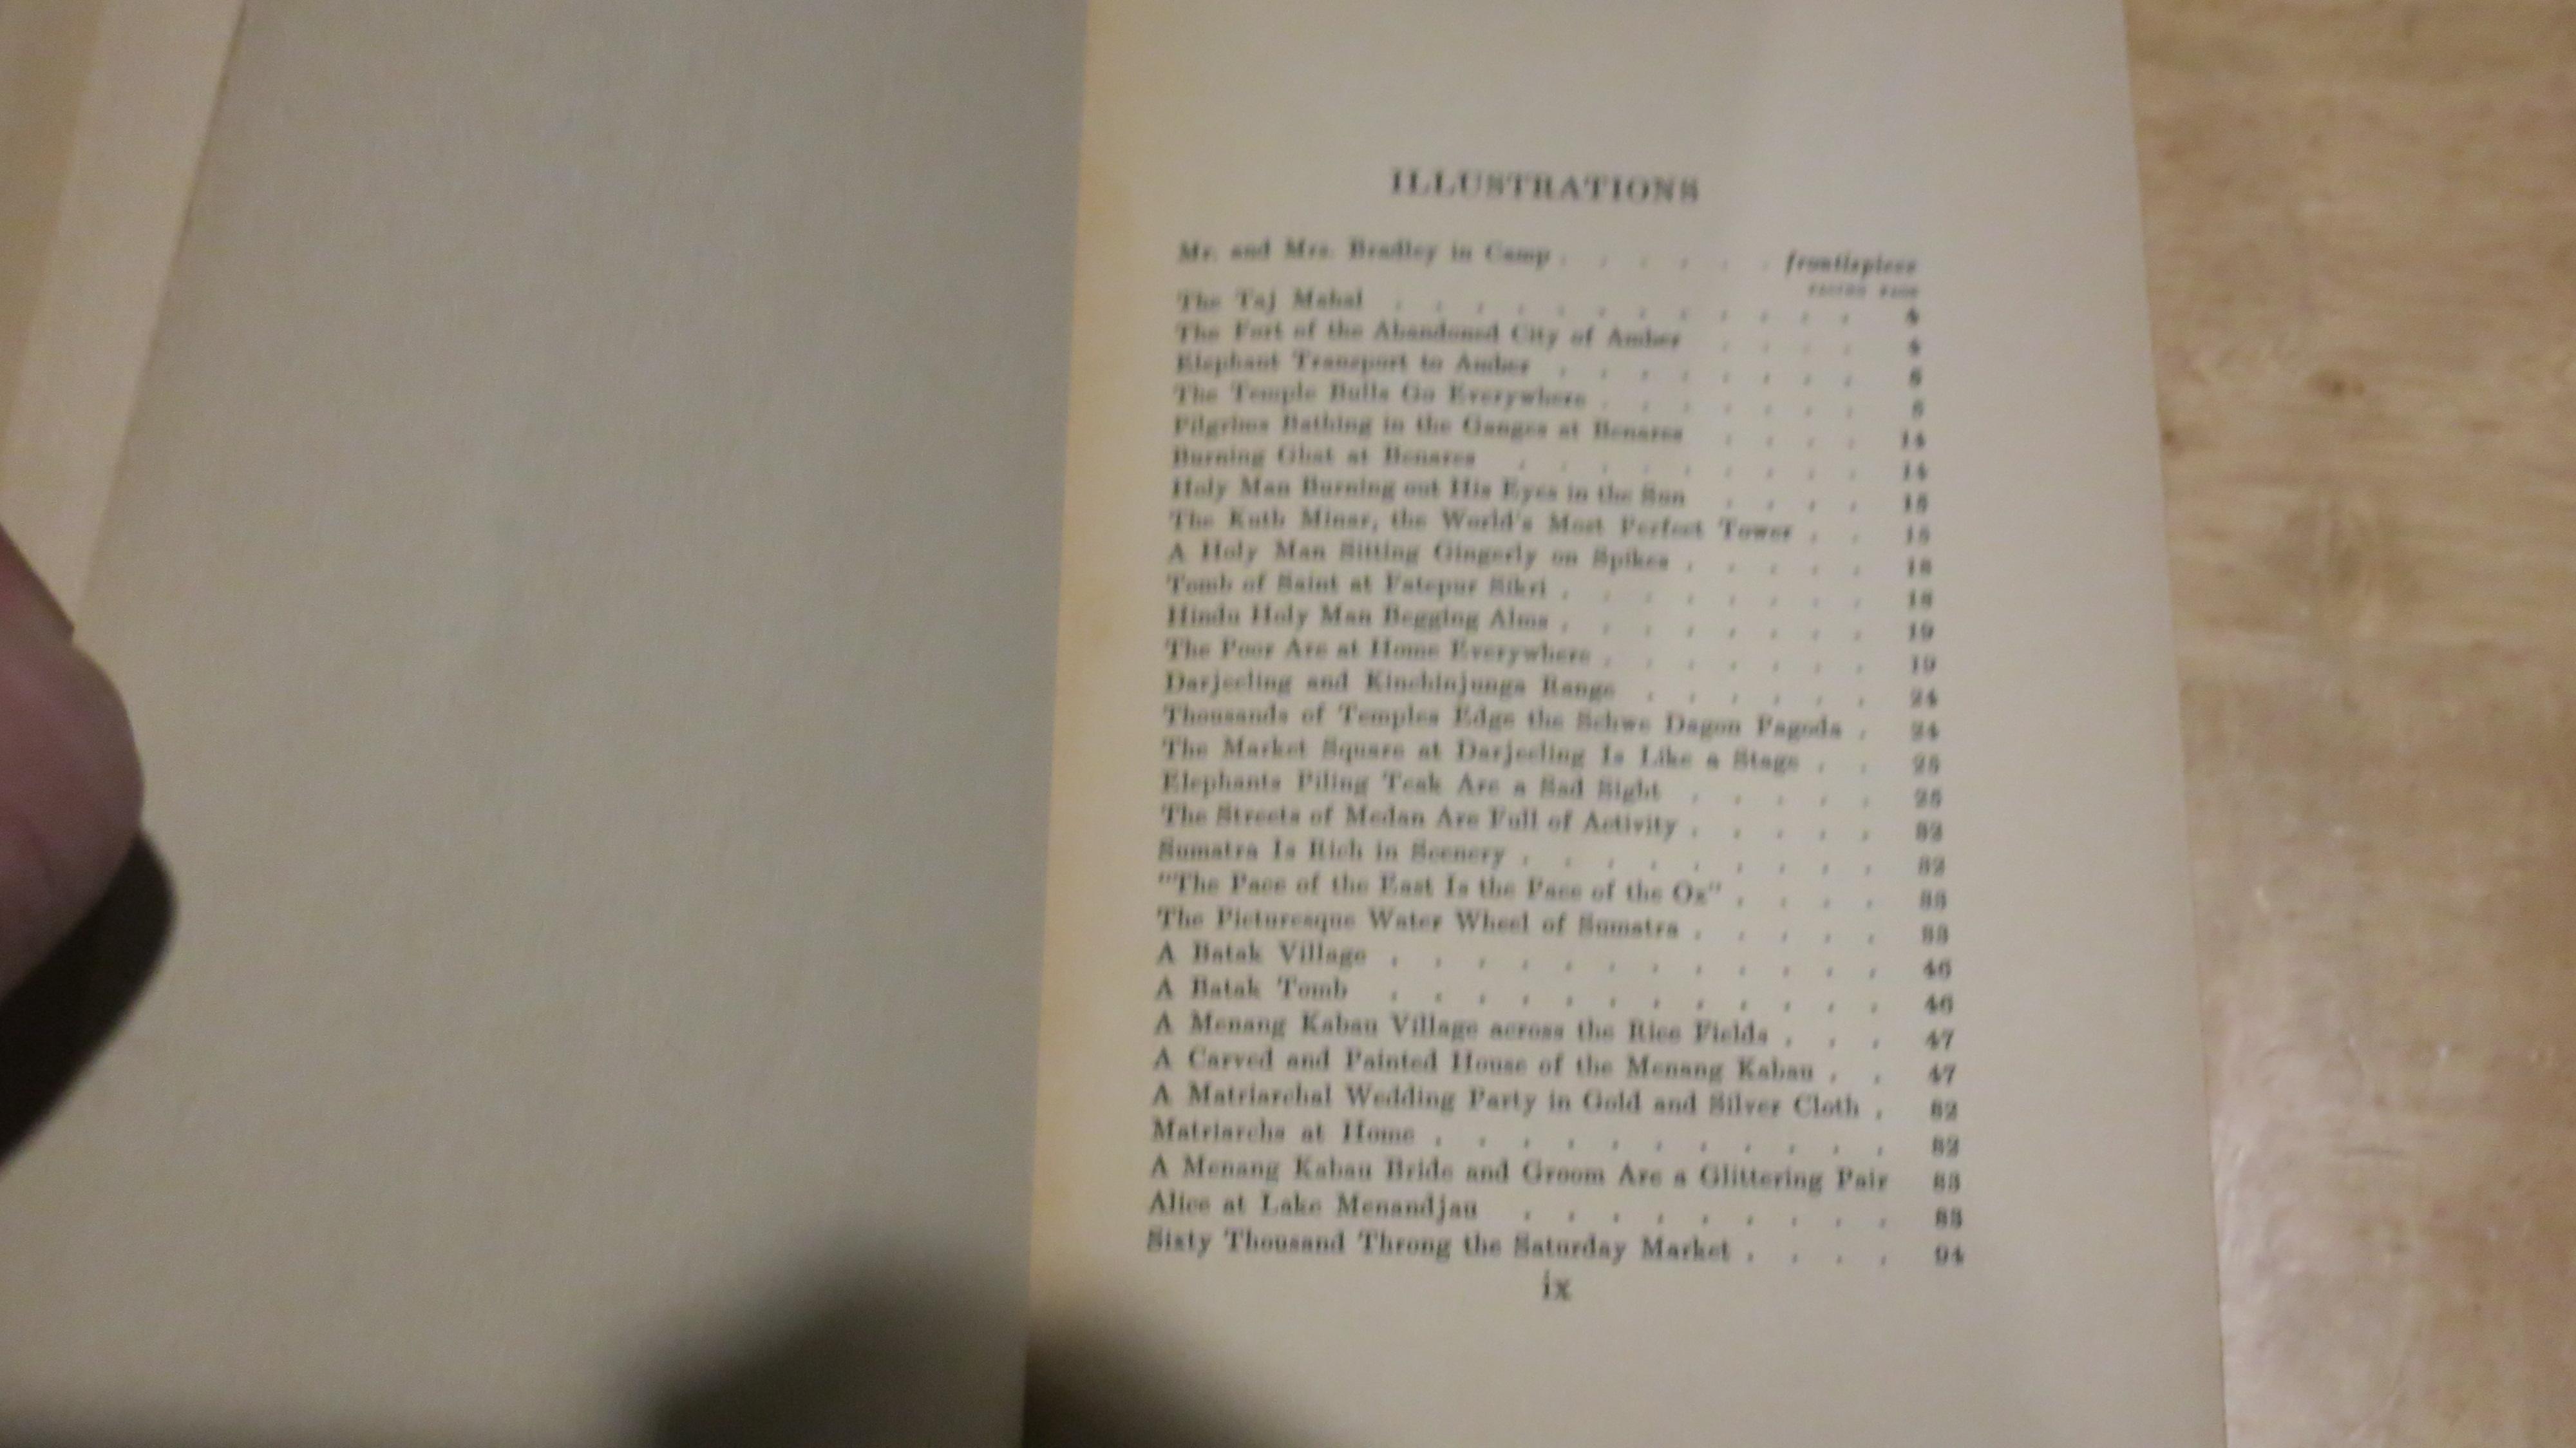 ILLUSTRATIONS
Mr. and Mrs. Bradley in Camp . . . . . . frontispiece
FACING PAGE
The Taj Mahal . . . . . . . . . . . 4
The Fort of the Abandoned City of Amber . . . . 4
Elephant Transport to Amber . . . . . . . . 5
The Temple Bulls Go Everywhere . . . . . . . 5
Pilgrims Bathing in the Ganges at Benares . . . . 14
Burning Ghat at Benares . . . . . . . . . 14
Holy Man Burning out His Eyes in the Sun . . . . 15
The Kutb Minar, the World's Most Perfect Tower . . 15
A Holy Man Sitting Gingerly on Spikes . . . . . 18
Tomb of Saint at Fatepur Sikri . . . . . . . . 18
Hindu Holy Man Begging Alms . . . . . . . . 19
The Poor Are at Home Everywhere . . . . . . . 19
Darjeeling and Kinchinjunga Range . . . . . . 24
Thousands of Temples Edge the Schwe Dagon Pagoda . 24
The Market Square at Darjeeling Is Like a Stage . . 25
Elephants Piling Teak Are a Sad Sight . . . . . 25
The Streets of Medan Are Full of Activity . . . . . 32
Sumatra Is Rich in Scenery . . . . . . . . . 32
"The Pace of the East Is the Pace of the Ox" . . . . 33
The Picturesque Water Wheel of Sumatra . . . . . 33
A Batak Village . . . . . . . . . . . . 46
A Batak Tomb . . . . . . . . . . . . 46
A Menang Kabau Village across the Rice Fields . . . 47
A Carved and Painted House of the Menang Kabau . . 47
A Matriarchal Wedding Party in Gold and Silver Cloth .
Matriarchs at Home . . . . . . . . . . .
A Menang Kabau Bride and Groom Are a Glittering Pair
Alice at Lake Menandjau . . . . . . . . .
Sixty Thousand Throng the Saturday Market . . . . 94
ix